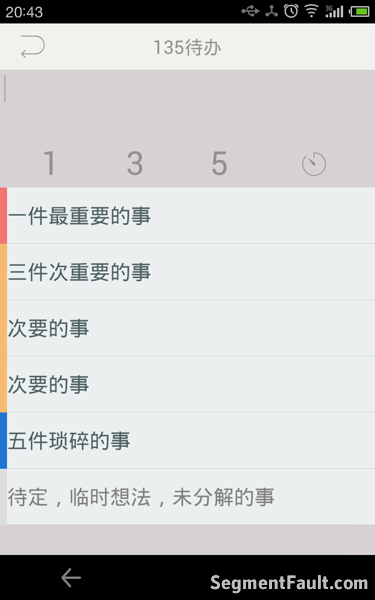 20:43
3G
135待办
1 3 5
一件最重要的事
三件次重要的事
次要的事
次要的事
五件琐碎的事
待定，临时想法，未分解的事
SegmentFault.com